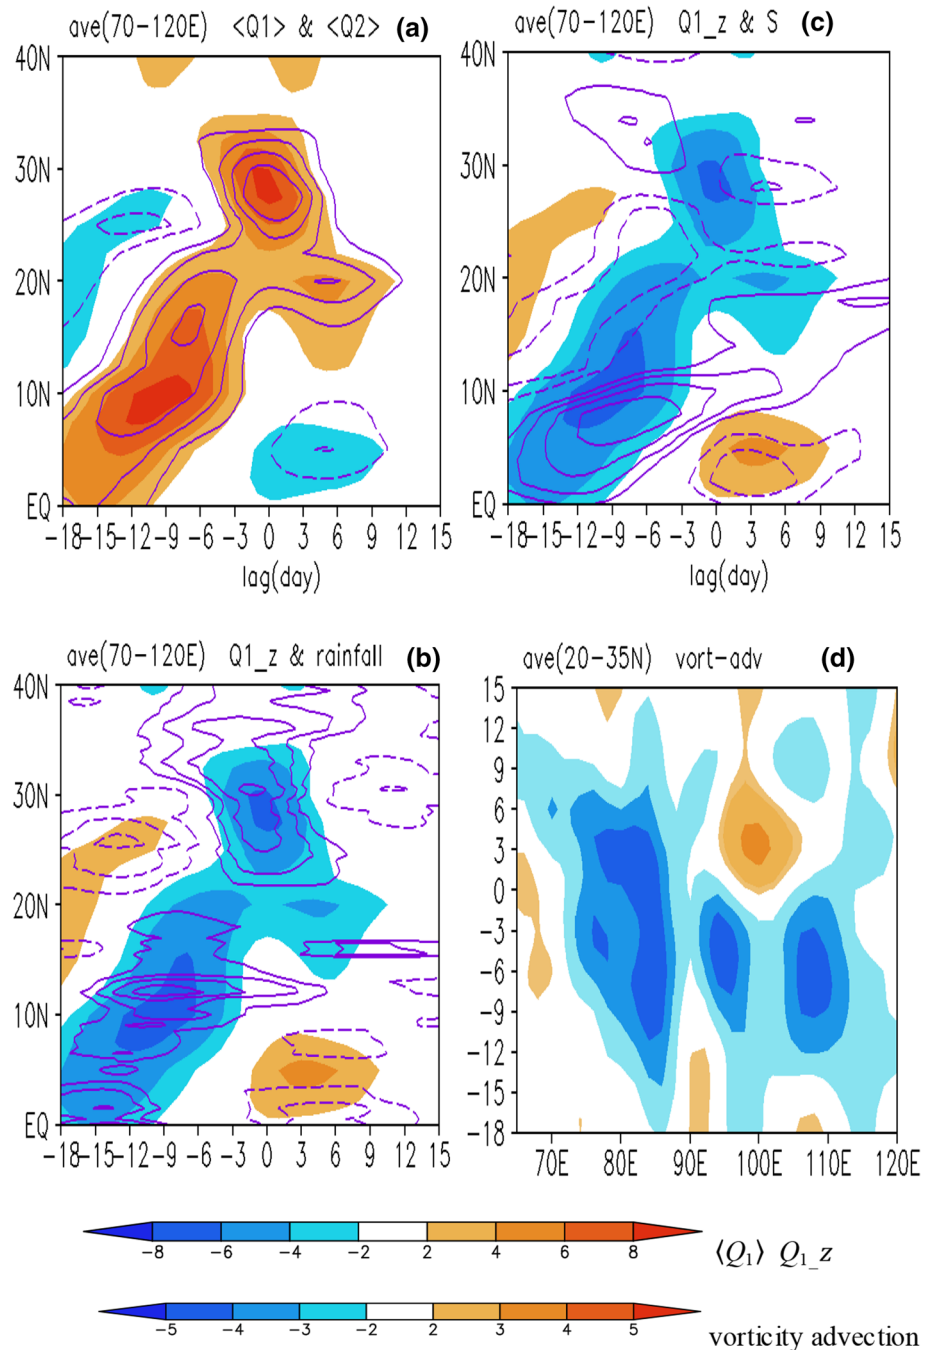 ave(70-120E) <Q1> & <Q2> (a)
40N
30N
20N
10N
EQ
-18-15-12-9 -6 -3 0 3 6 9 12 15
lag(day)
ave(70-120E) Q1_z & S (c)
40N
30N
20N
10N
EQ
-18-15-12-9 -6 -3 0 3 6 9 12 15
lag(day)
ave(70-120E) Q1_z & rainfall (b)
40N
30N
20N
10N
EQ
-18-15-12-9 -6 -3 0 3 6 9 12 15
ave(20-35N) vort-adv (d)
15
12
9
6
3
0
-3
-6
-9
-12
-15
-18
70E 80E 90E 100E 110E 120E
-8 -6 -4 -2 2 4 6 8
⟨Q1⟩ Q1_z
-5 -4 -3 -2 2 3 4 5
vorticity advection